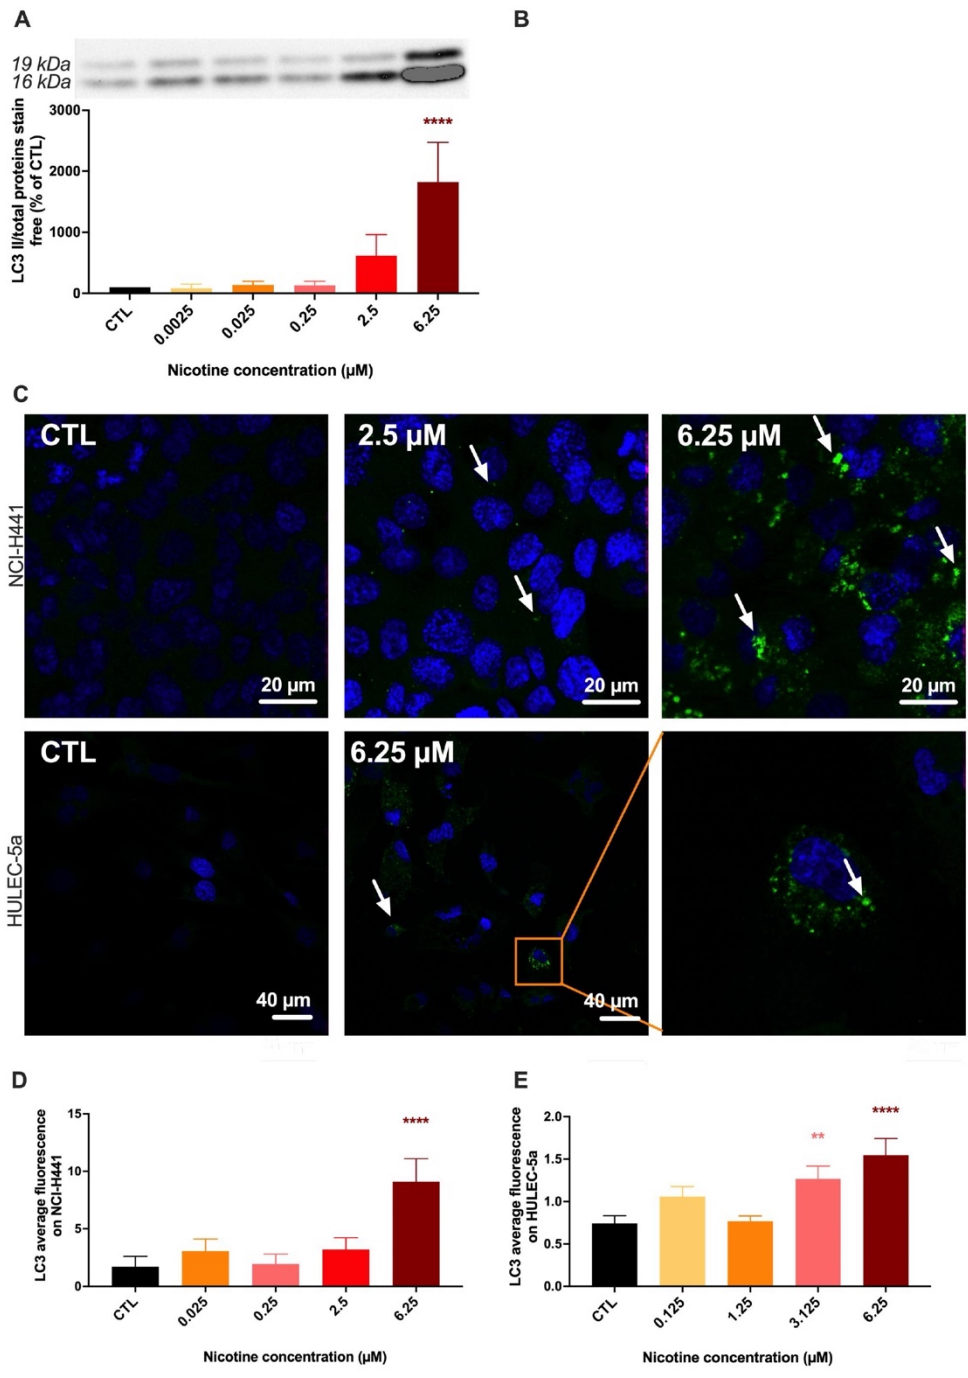 A
B
19 kDa
16 kDa
LC3 II/total proteins stain
free (% of CTL)
3000
2000
1000
0
****
CTL
0.0025
0.025
0.25
2.5
6.25
Nicotine concentration (µM)
C
NCI-H441
CTL
20 µm
2.5 µM
20 µm
6.25 µM
20 µm
HULEC-5a
CTL
40 µm
6.25 µM
40 µm
D
LC3 average fluorescence
on NCI-H441
15
10
5
0
****
CTL
0.025
0.25
2.5
6.25
Nicotine concentration (µM)
E
LC3 average fluorescence
on HULEC-5a
2.0
1.5
1.0
0.5
0.0
**
****
CTL
0.125
1.25
3.125
6.25
Nicotine concentration (µM)